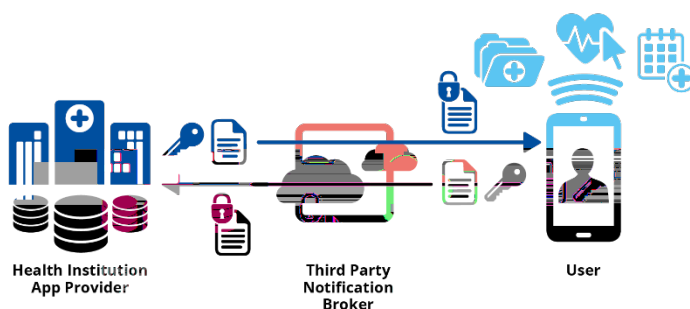 Health Institution
App Provider
Third Party
Notification
Broker
User